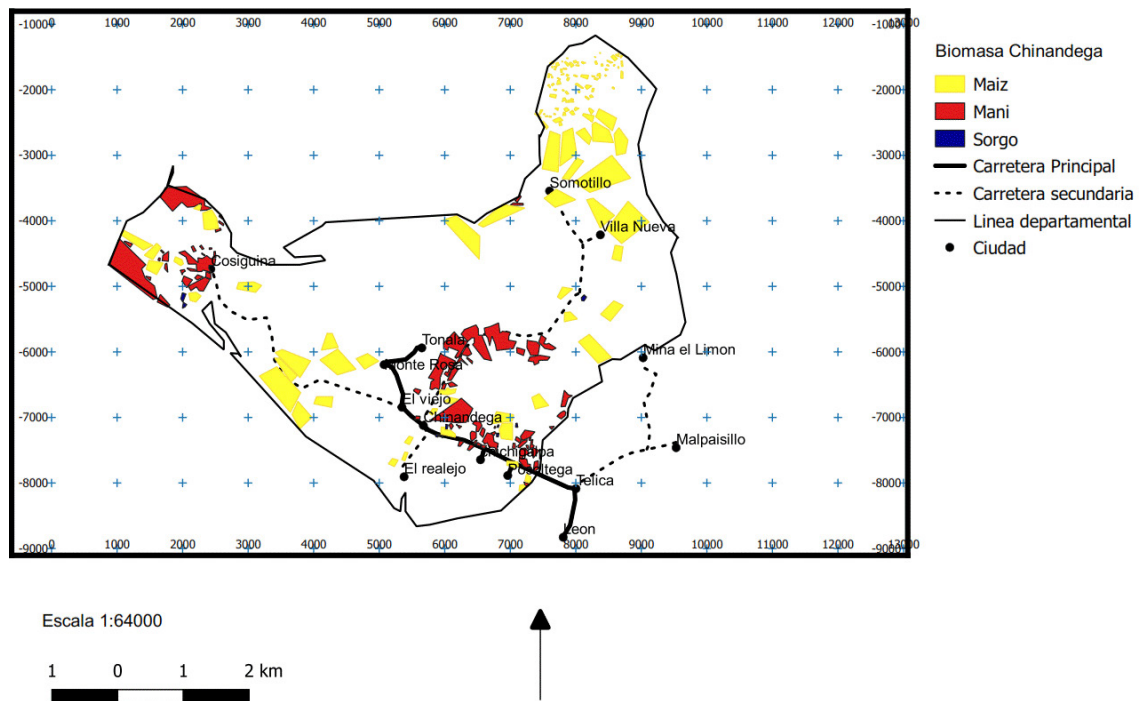 0 1000 2000 3000 4000 5000 6000 7000 8000 9000 10000 11000 12000 13000
-1000
-2000
-3000
-4000
-5000
-6000
-7000
-8000
-9000
-1000
-2000
-3000
-4000
-5000
-6000
-7000
-8000
-9000
0 1000 2000 3000 4000 5000 6000 7000 8000 9000 10000 11000 12000 13000
Somotillo
Villa Nueva
Cosiguina
Tonala
Monte Rosa
Mina el Limon
El viejo
Chinandega
Malpaisillo
Chichigalpa
El realejo
Posoltega
Telica
Leon
Biomasa Chinandega
Maiz
Mani
Sorgo
Carretera Principal
Carretera secundaria
Linea departamental
Ciudad
Escala 1:64000
1 0 1 2 km